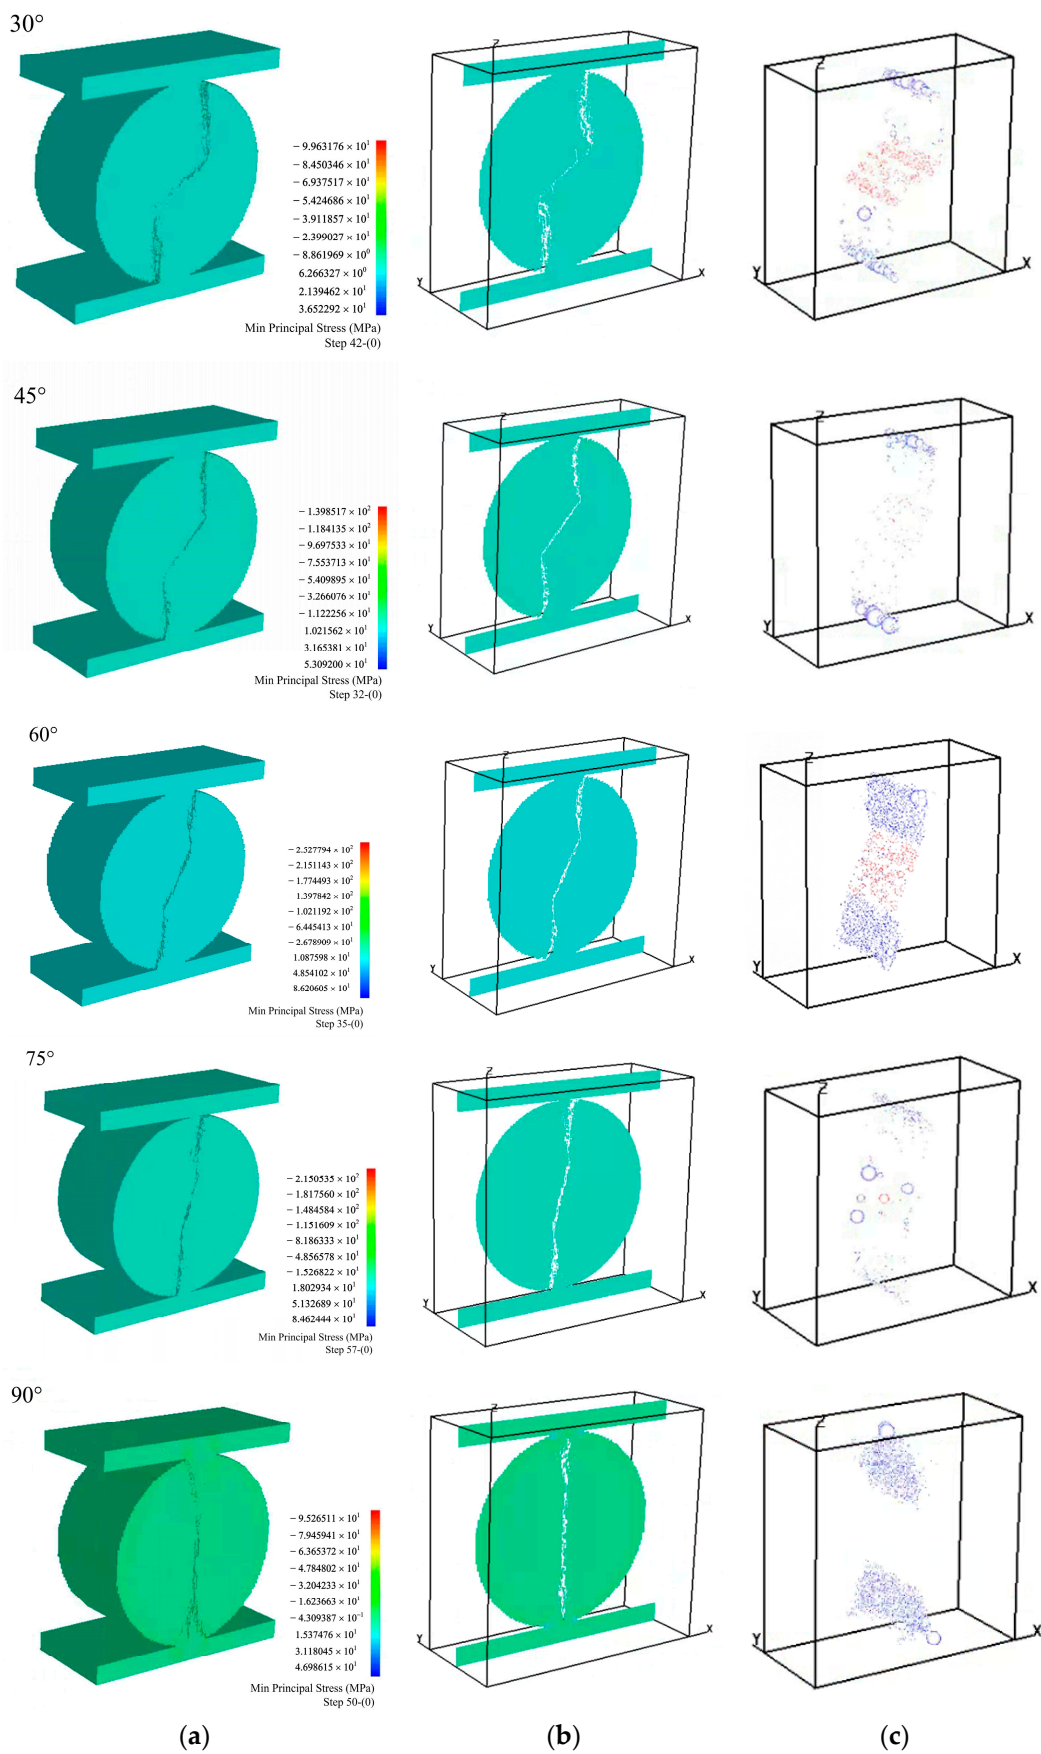 30°
− 9.963176 × 10¹
− 8.450346 × 10¹
− 6.937517 × 10¹
− 5.424686 × 10¹
− 3.911857 × 10¹
− 2.399027 × 10¹
− 8.861969 × 10⁰
6.266327 × 10⁰
2.139462 × 10¹
3.652292 × 10¹
Min Principal Stress (MPa)
Step 42-(0)
Z
Y
X
Z
Y
X
45°
− 1.398517 × 10²
− 1.184135 × 10²
− 9.697533 × 10¹
− 7.553713 × 10¹
− 5.409895 × 10¹
− 3.266076 × 10¹
− 1.122256 × 10¹
1.021562 × 10¹
3.165381 × 10¹
5.309200 × 10¹
Min Principal Stress (MPa)
Step 32-(0)
Z
Y
X
Z
Y
X
60°
− 2.527794 × 10²
− 2.151143 × 10²
− 1.774493 × 10²
1.397842 × 10²
− 1.021192 × 10²
− 6.445413 × 10¹
− 2.678909 × 10¹
1.087598 × 10¹
4.854102 × 10¹
8.620605 × 10¹
Min Principal Stress (MPa)
Step 35-(0)
Z
Y
X
Z
Y
X
75°
− 2.150535 × 10²
− 1.817560 × 10²
− 1.484584 × 10²
− 1.151609 × 10²
− 8.186333 × 10¹
− 4.856578 × 10¹
− 1.526822 × 10¹
1.802934 × 10¹
5.132689 × 10¹
8.462444 × 10¹
Min Principal Stress (MPa)
Step 57-(0)
Z
Y
X
Z
Y
X
90°
− 9.526511 × 10¹
− 7.945941 × 10¹
− 6.365372 × 10¹
− 4.784802 × 10¹
− 3.204233 × 10¹
− 1.623663 × 10¹
− 4.309387 × 10⁻¹
1.537476 × 10¹
3.118045 × 10¹
4.698615 × 10¹
Min Principal Stress (MPa)
Step 50-(0)
Z
Y
X
Z
Y
X
(a) (b) (c)